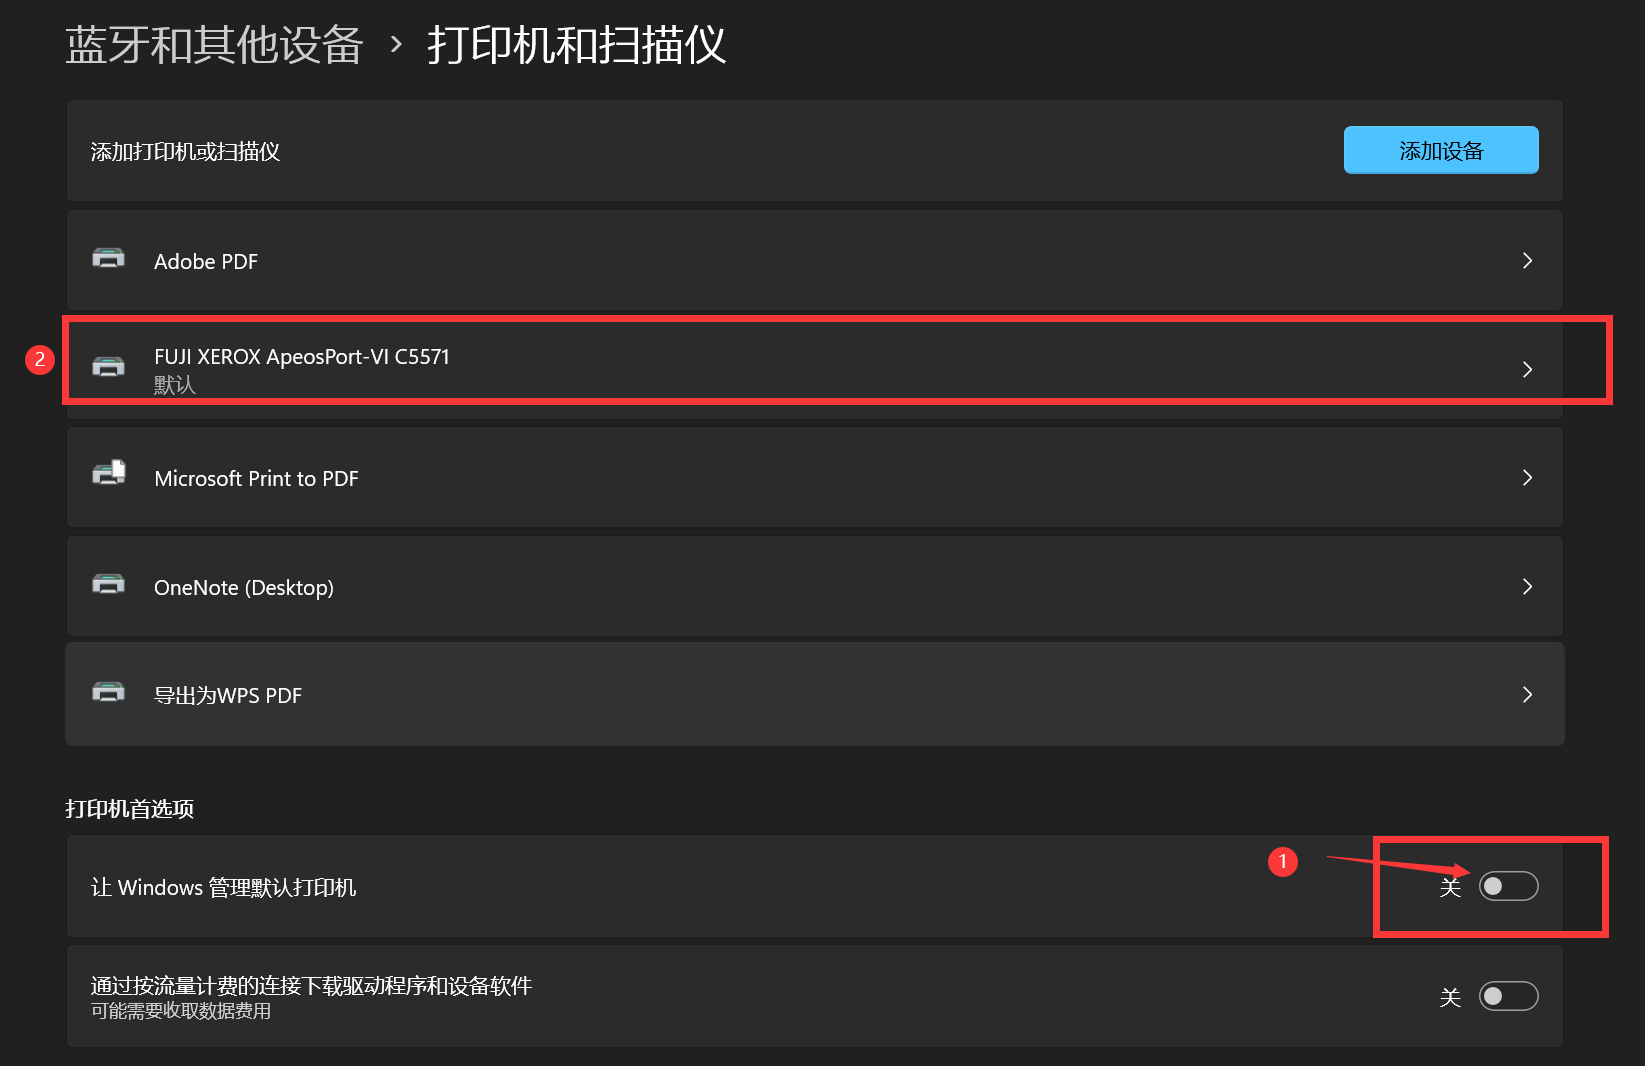 蓝牙和其他设备 › 打印机和扫描仪
添加打印机或扫描仪
添加设备
Adobe PDF
2
FUJI XEROX ApeosPort-VI C5571
默认
Microsoft Print to PDF
OneNote (Desktop)
导出为WPS PDF
打印机首选项
1
让 Windows 管理默认打印机
关
通过按流量计费的连接下载驱动程序和设备软件
可能需要收取数据费用
关